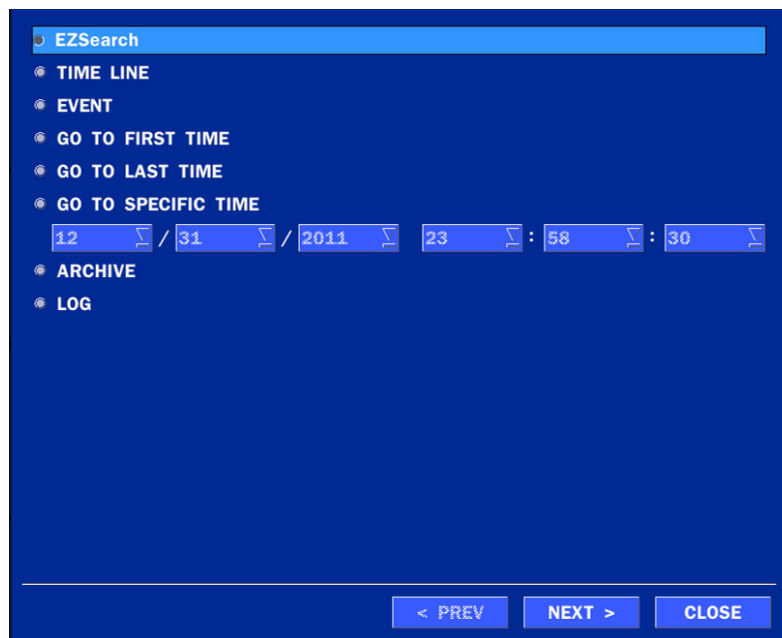 EZSearch
TIME LINE
EVENT
GO TO FIRST TIME
GO TO LAST TIME
GO TO SPECIFIC TIME
12 / 31 / 2011 23 : 58 : 30
ARCHIVE
LOG
< PREV NEXT > CLOSE